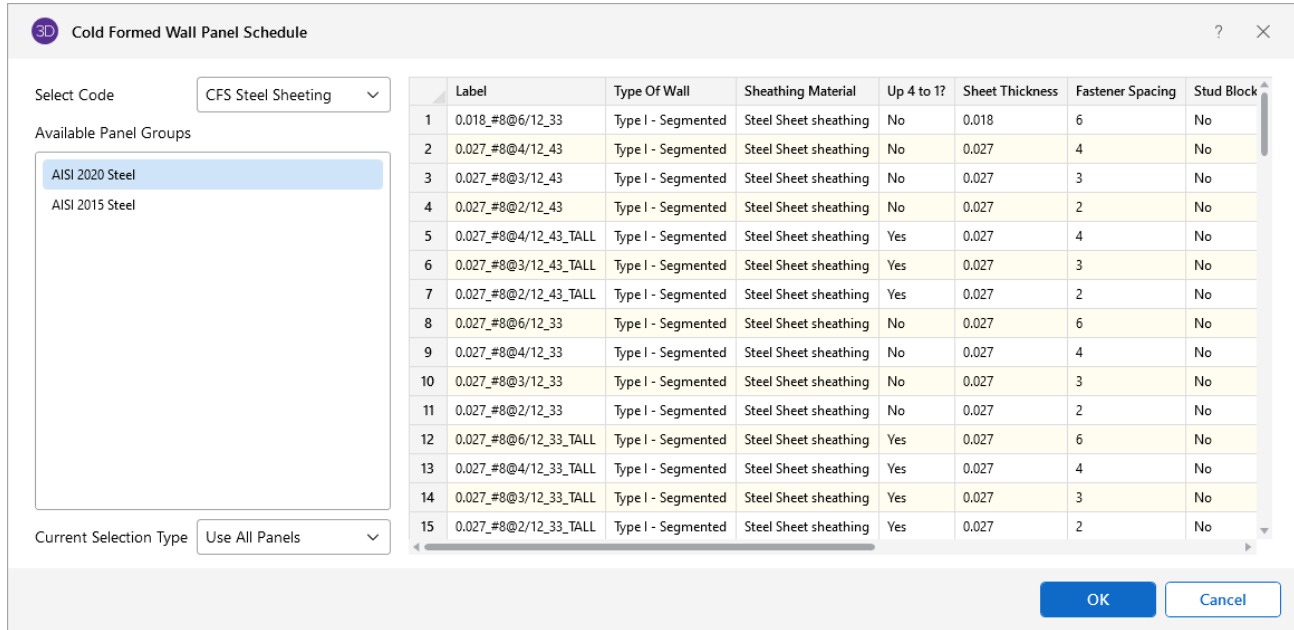 3D Cold Formed Wall Panel Schedule ?
Select Code CFS Steel Sheeting
Available Panel Groups
AISI 2020 Steel
AISI 2015 Steel
Current Selection Type Use All Panels
Label Type Of Wall Sheathing Material Up 4 to 1? Sheet Thickness Fastener Spacing Stud Block
1 0.018_#8@6/12_33 Type I - Segmented Steel Sheet sheathing No 0.018 6 No
2 0.027_#8@4/12_43 Type I - Segmented Steel Sheet sheathing No 0.027 4 No
3 0.027_#8@3/12_43 Type I - Segmented Steel Sheet sheathing No 0.027 3 No
4 0.027_#8@2/12_43 Type I - Segmented Steel Sheet sheathing No 0.027 2 No
5 0.027_#8@4/12_43_TALL Type I - Segmented Steel Sheet sheathing Yes 0.027 4 No
6 0.027_#8@3/12_43_TALL Type I - Segmented Steel Sheet sheathing Yes 0.027 3 No
7 0.027_#8@2/12_43_TALL Type I - Segmented Steel Sheet sheathing Yes 0.027 2 No
8 0.027_#8@6/12_33 Type I - Segmented Steel Sheet sheathing No 0.027 6 No
9 0.027_#8@4/12_33 Type I - Segmented Steel Sheet sheathing No 0.027 4 No
10 0.027_#8@3/12_33 Type I - Segmented Steel Sheet sheathing No 0.027 3 No
11 0.027_#8@2/12_33 Type I - Segmented Steel Sheet sheathing No 0.027 2 No
12 0.027_#8@6/12_33_TALL Type I - Segmented Steel Sheet sheathing Yes 0.027 6 No
13 0.027_#8@4/12_33_TALL Type I - Segmented Steel Sheet sheathing Yes 0.027 4 No
14 0.027_#8@3/12_33_TALL Type I - Segmented Steel Sheet sheathing Yes 0.027 3 No
15 0.027_#8@2/12_33_TALL Type I - Segmented Steel Sheet sheathing Yes 0.027 2 No
OK Cancel